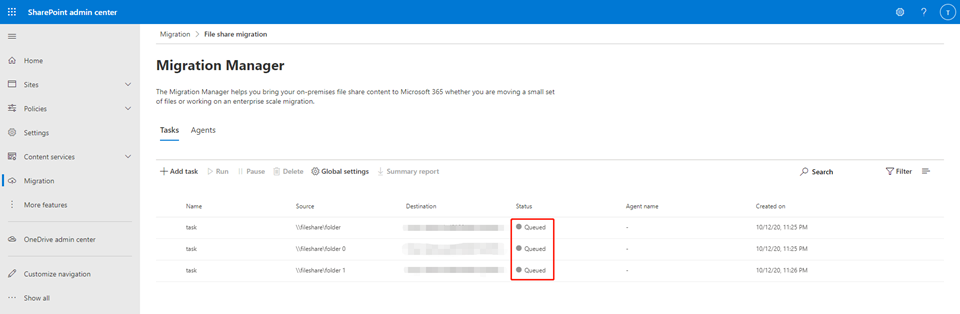 SharePoint admin center
?
T
Home
Sites
Policies
Settings
Content services
Migration
More features
OneDrive admin center
Customize navigation
Show all
Migration > File share migration
Migration Manager
The Migration Manager helps you bring your on-premises file share content to Microsoft 365 whether you are moving a small set
of files or working on an enterprise scale migration.
Tasks Agents
Add task Run Pause Delete Global settings Summary report Search Filter
Name Source Destination Status Agent name Created on
task \\fileshare\folder Queued - 10/12/20, 11:25 PM
task \\fileshare\folder 0 Queued - 10/12/20, 11:25 PM
task \\fileshare\folder 1 Queued - 10/12/20, 11:26 PM